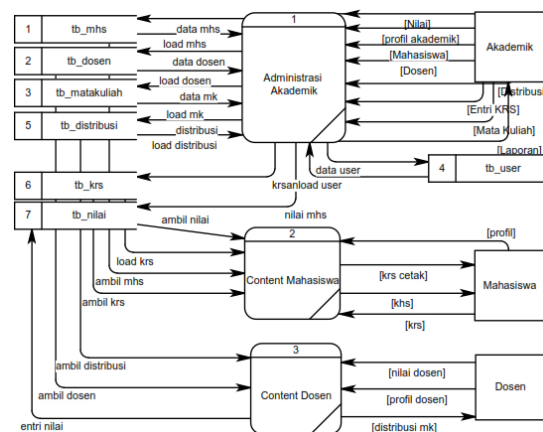 1 tb_mhs
2 tb_dosen
3 tb_matakuliah
5 tb_distribusi
6 tb_krs
7 tb_nilai
data mhs
load mhs
data dosen
load dosen
data mk
load mk
distribusi
load distribusi
1
Administrasi
Akademik
[Nilai]
[profil akademik]
[Mahasiswa]
[Dosen]
Akademik
[Distribusi
[Entri KRS]
[Mata Kuliah]
[Laporan]
data user
4 tb_user
krsanload user
nilai mhs
ambil nilai
load krs
ambil mhs
ambil krs
2
Content Mahasiswa
[profil]
[krs cetak]
[khs]
[krs]
Mahasiswa
ambil distribusi
ambil dosen
entri nilai
3
Content Dosen
[nilai dosen]
[profil dosen]
[distribusi mk]
Dosen